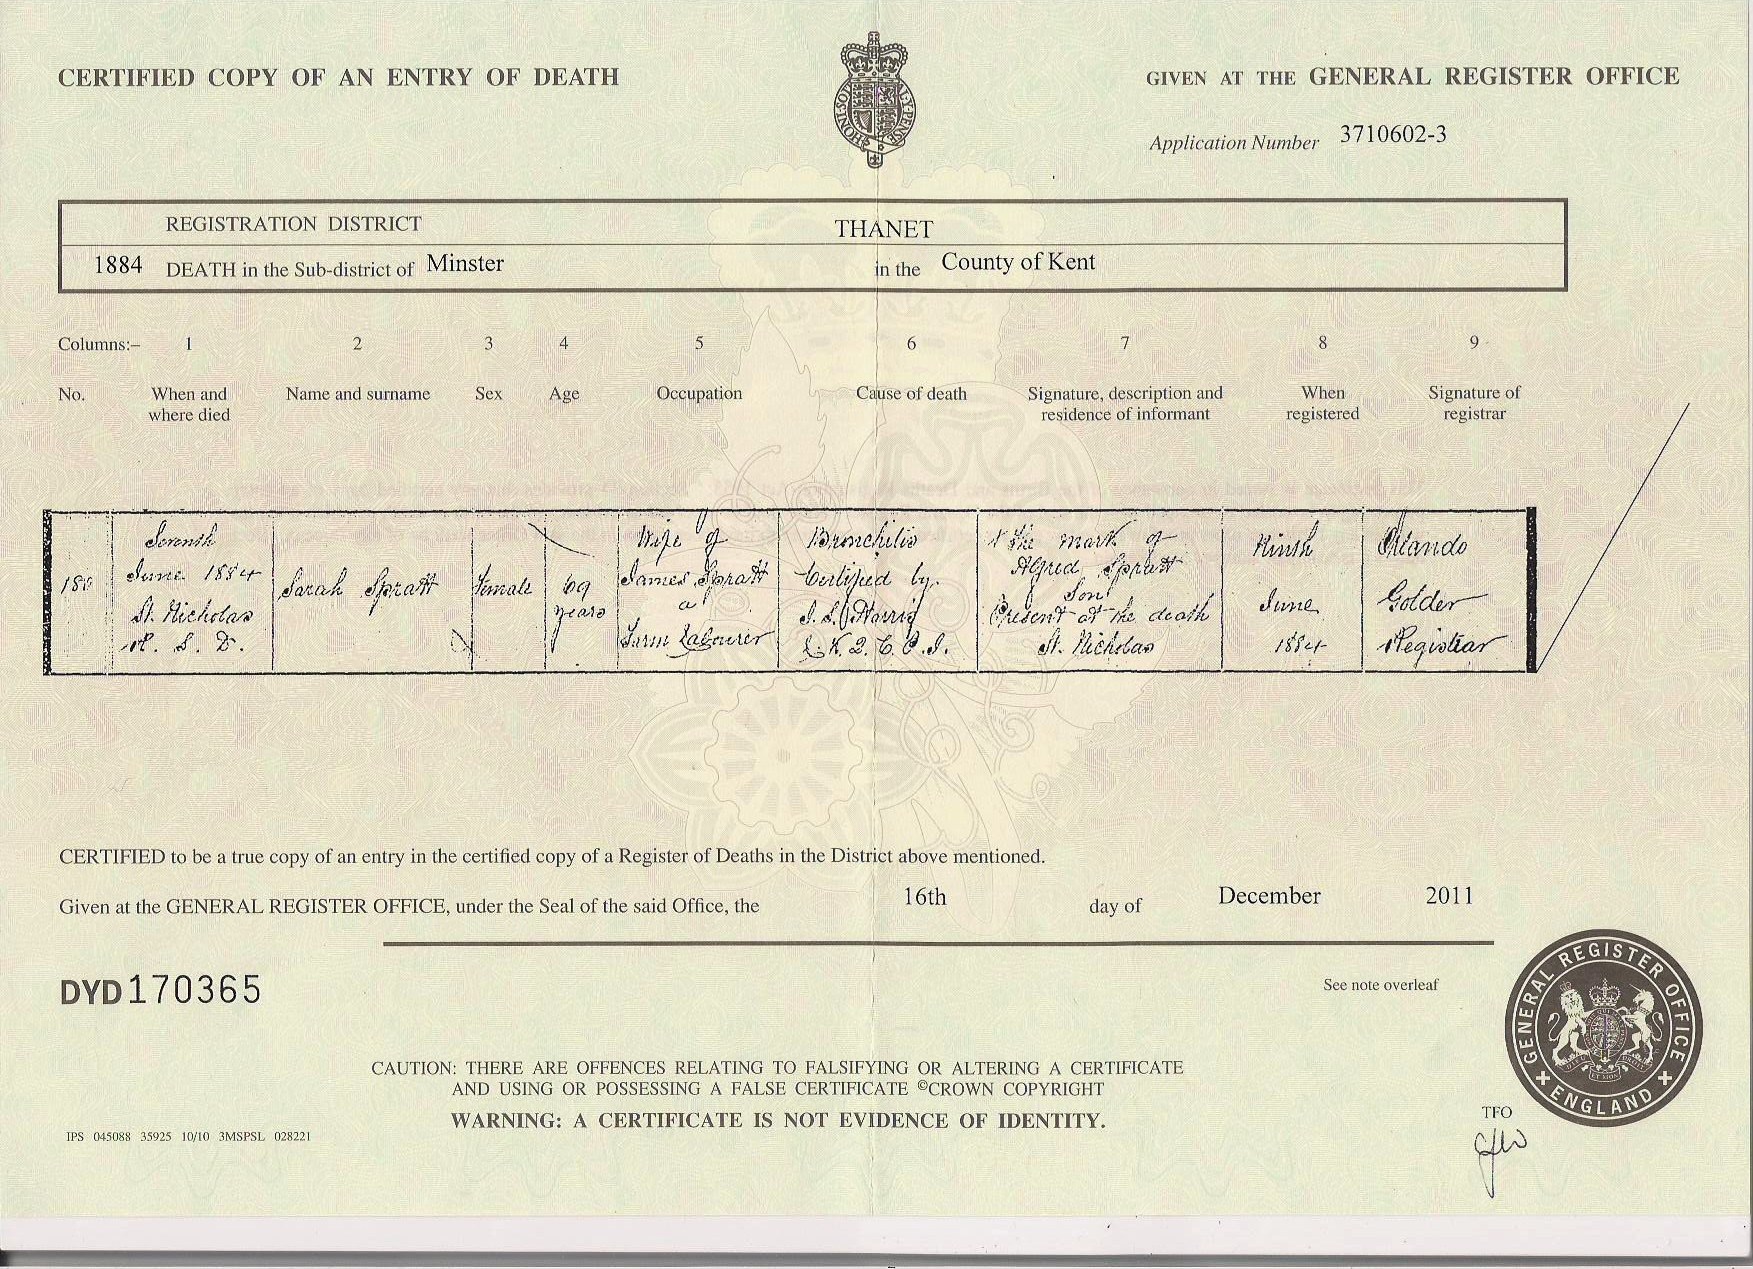 CERTIFIED COPY OF AN ENTRY OF DEATH
GIVEN AT THE GENERAL REGISTER OFFICE
HONI SOI
Application Number 3710602-3
REGISTRATION DISTRICT THANET
1884 DEATH in the Sub-district of Minster in the County of Kent
Columns:– 1 2 3 4 5 6 7 8 9
No. When and where died Name and surname Sex Age Occupation Cause of death Signature, description and residence of informant When registered Signature of registrar
Seventh
June 1884
St. Nicholas
R. S. D.
Sarah Spratt
Female
69
years
Wife of
James Spratt
a
Farm Labourer
Bronchitis
Certified by
Harris
L.K.Q.C.P.I.
X The mark of
Alfred Spratt
Son
Present at the death
St. Nicholas
Ninth
June
1884
Orlando
Golder
Registrar
CERTIFIED to be a true copy of an entry in the certified copy of a Register of Deaths in the District above mentioned.
Given at the GENERAL REGISTER OFFICE, under the Seal of the said Office, the 16th day of December 2011
DYD 170365
See note overleaf
GENERAL REGISTER OFFICE
ENGLAND
CAUTION: THERE ARE OFFENCES RELATING TO FALSIFYING OR ALTERING A CERTIFICATE
AND USING OR POSSESSING A FALSE CERTIFICATE ©CROWN COPYRIGHT
WARNING: A CERTIFICATE IS NOT EVIDENCE OF IDENTITY.
IPS 045088 35925 10/10 3MSPSL 028221
TFO